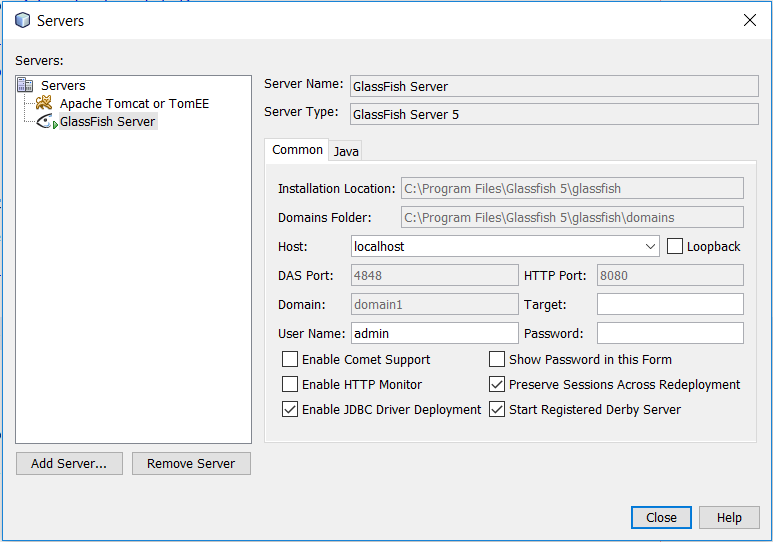 Servers
Servers:
Servers
Apache Tomcat or TomEE
GlassFish Server
Add Server...
Remove Server
Server Name: GlassFish Server
Server Type: GlassFish Server 5
Common Java
Installation Location: C:\Program Files\Glassfish 5\glassfish
Domains Folder: C:\Program Files\Glassfish 5\glassfish\domains
Host: localhost Loopback
DAS Port: 4848 HTTP Port: 8080
Domain: domain1 Target:
User Name: admin Password:
Enable Comet Support Show Password in this Form
Enable HTTP Monitor Preserve Sessions Across Redeployment
Enable JDBC Driver Deployment Start Registered Derby Server
Close Help